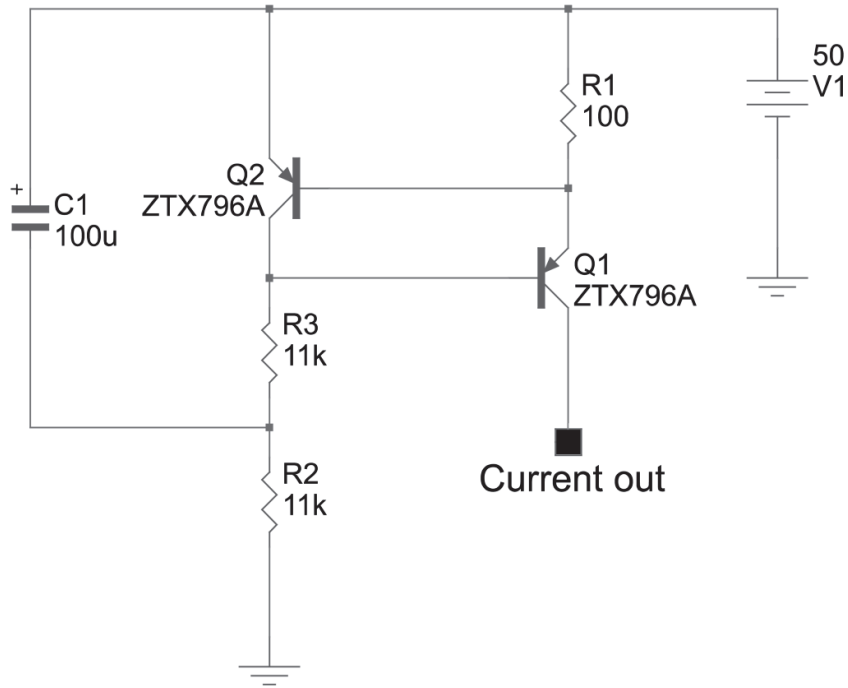 50
V1
R1
100
Q2
ZTX796A
+
C1
100u
Q1
ZTX796A
R3
11k
Current out
R2
11k